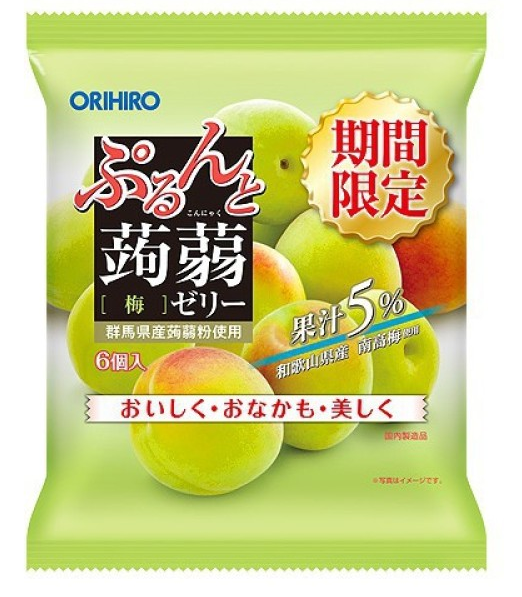 ORIHIRO
ぷるんと
こんにゃく
蒟蒻
[梅]ゼリー
群馬県産蒟蒻粉使用
6個入
期間
限定
果汁5%
和歌山県産 南高梅使用
おいしく・おなかも・美しく
国内製造品
※写真はイメージです。